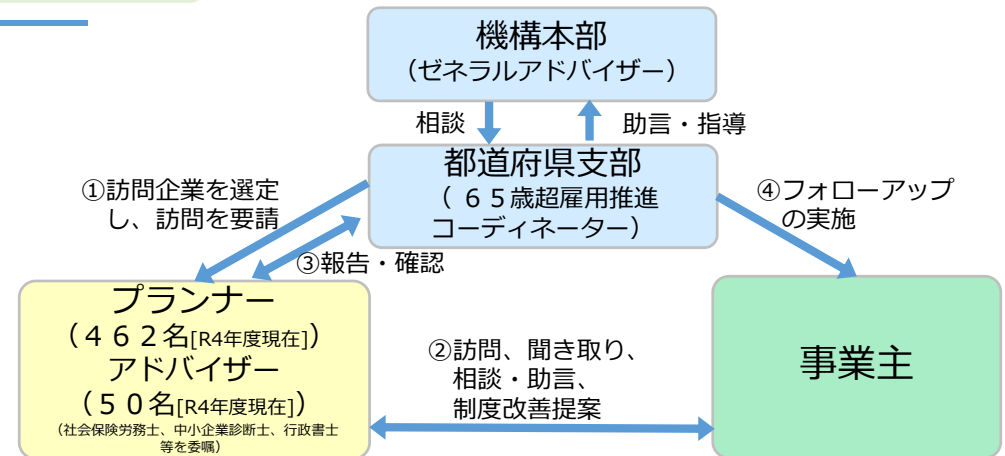 機構本部
（ゼネラルアドバイザー）
相談
助言・指導
都道府県支部
（６５歳超雇用推進
コーディネーター）
①訪問企業を選定
し、訪問を要請
④フォローアップ
の実施
③報告・確認
プランナー
（４６２名[R4年度現在]）
アドバイザー
（５０名[R4年度現在]）
（社会保険労務士、中小企業診断士、行政書士
等を委嘱）
②訪問、聞き取り、
相談・助言、
制度改善提案
事業主